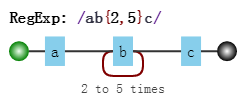 RegExp: /ab{2,5}c/
a b c
2 to 5 times